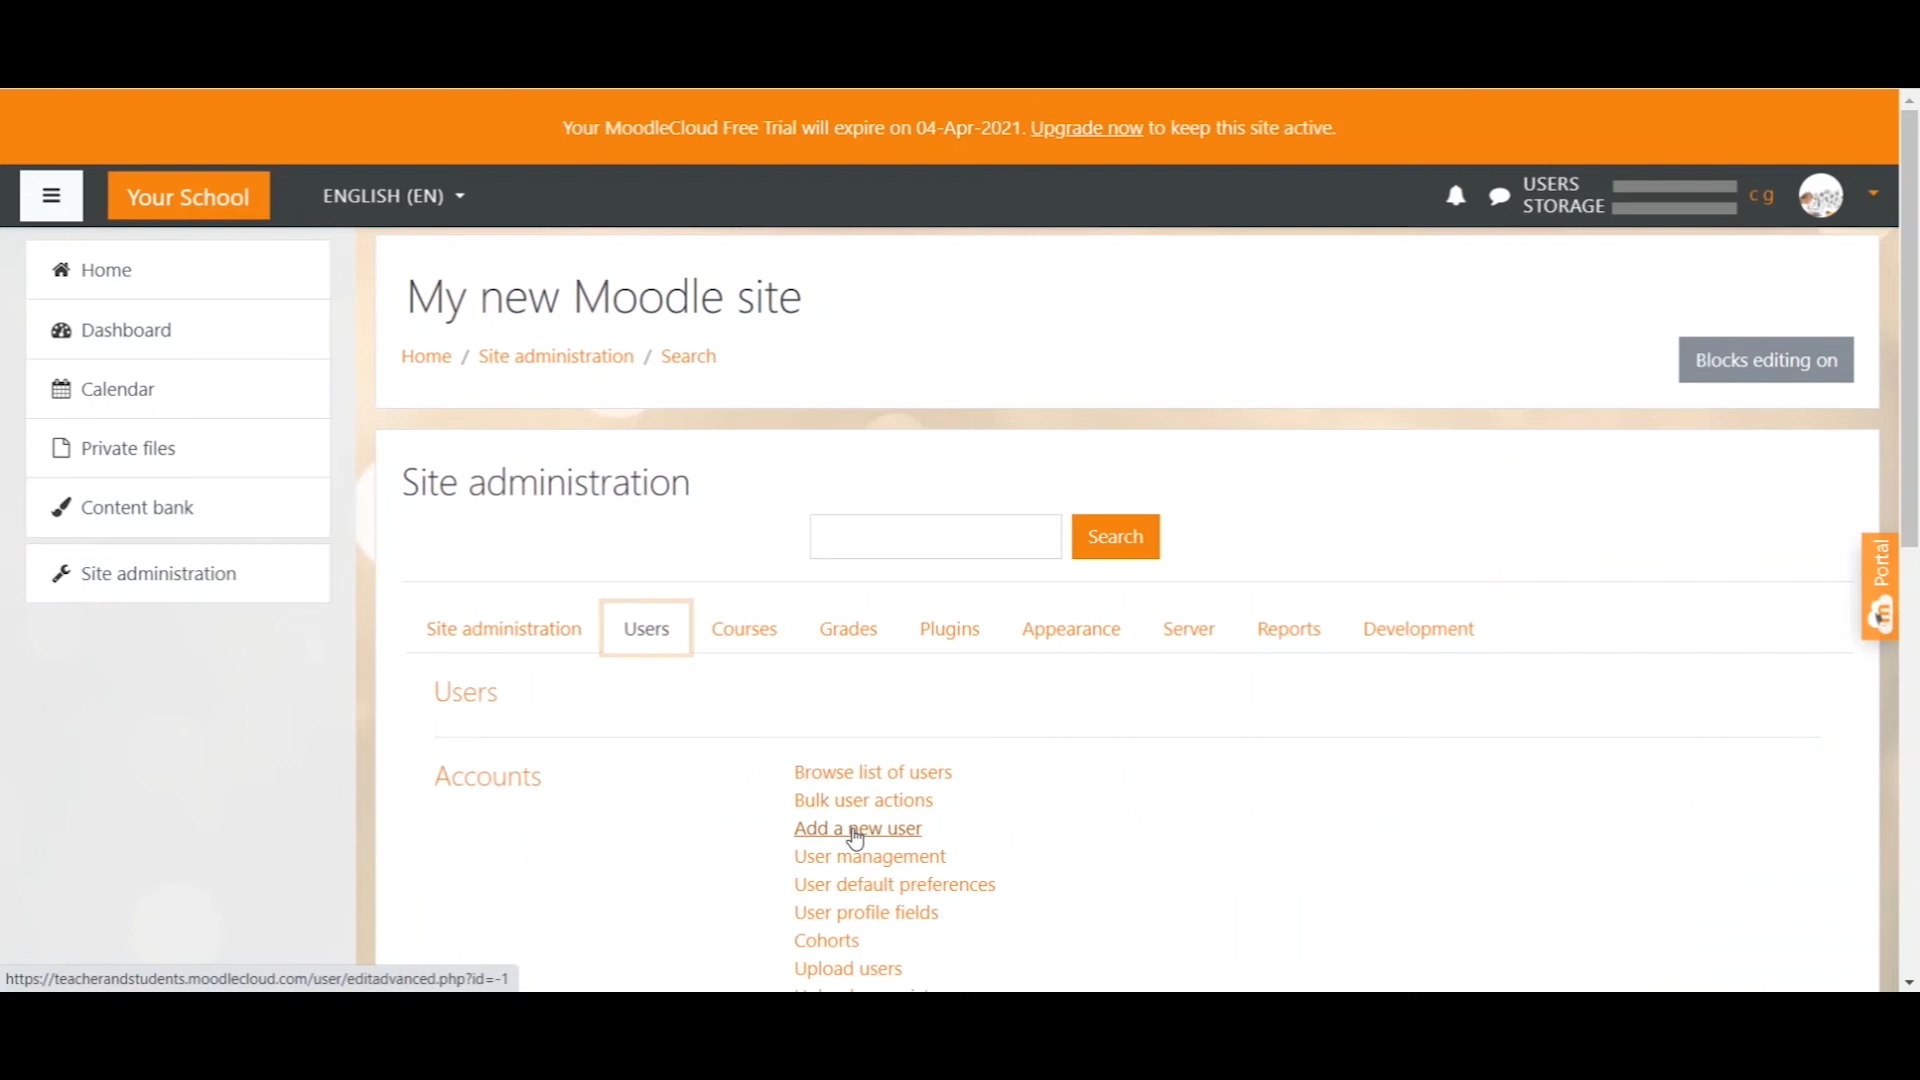 Your MoodleCloud Free Trial will expire on 04-Apr-2021. Upgrade now to keep this site active.
Your School
ENGLISH (EN)
USERS
STORAGE
c g
Home
Dashboard
Calendar
Private files
Content bank
Site administration
My new Moodle site
Home / Site administration / Search
Blocks editing on
Site administration
Search
Portal
Site administration Users Courses Grades Plugins Appearance Server Reports Development
Users
Accounts
Browse list of users
Bulk user actions
Add a new user
User management
User default preferences
User profile fields
Cohorts
Upload users
https://teacherandstudents.moodlecloud.com/user/editadvanced.php?id=-1